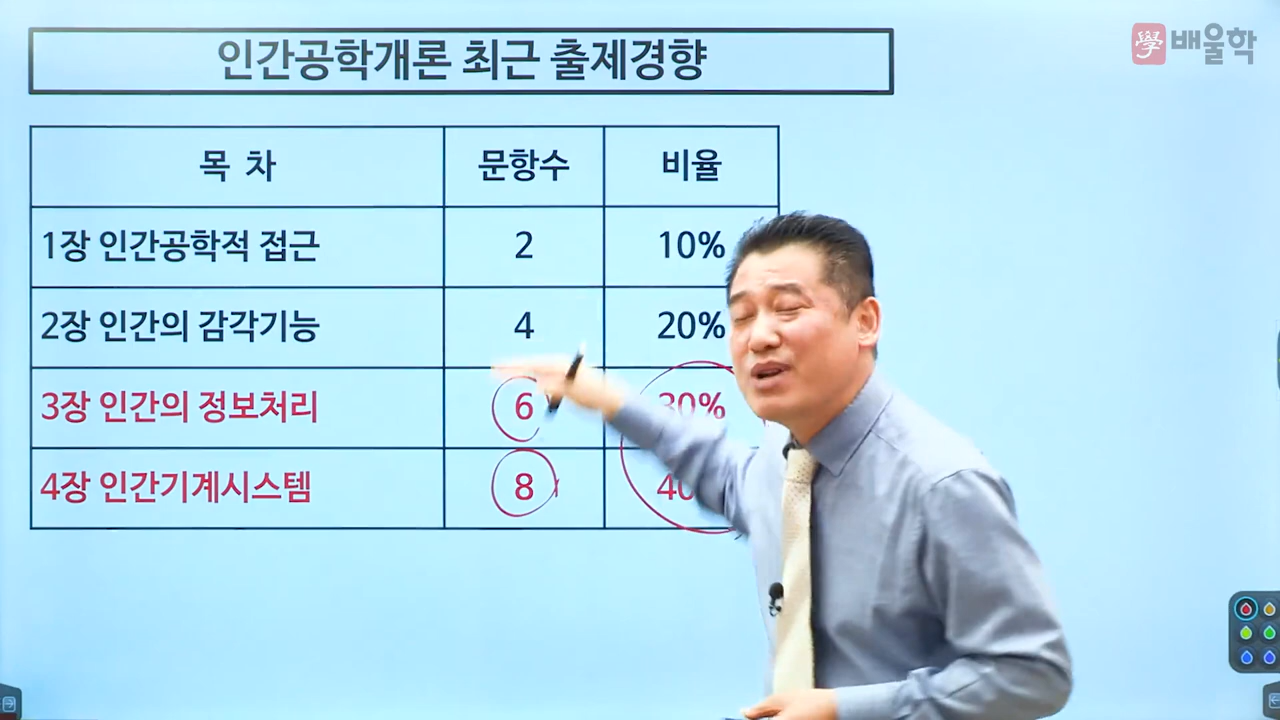 인간공학개론 최근 출제경향
學 배울학
목 차 문항수 비율
1장 인간공학적 접근 2 10%
2장 인간의 감각기능 4 20%
3장 인간의 정보처리 6 30%
4장 인간기계시스템 8 40